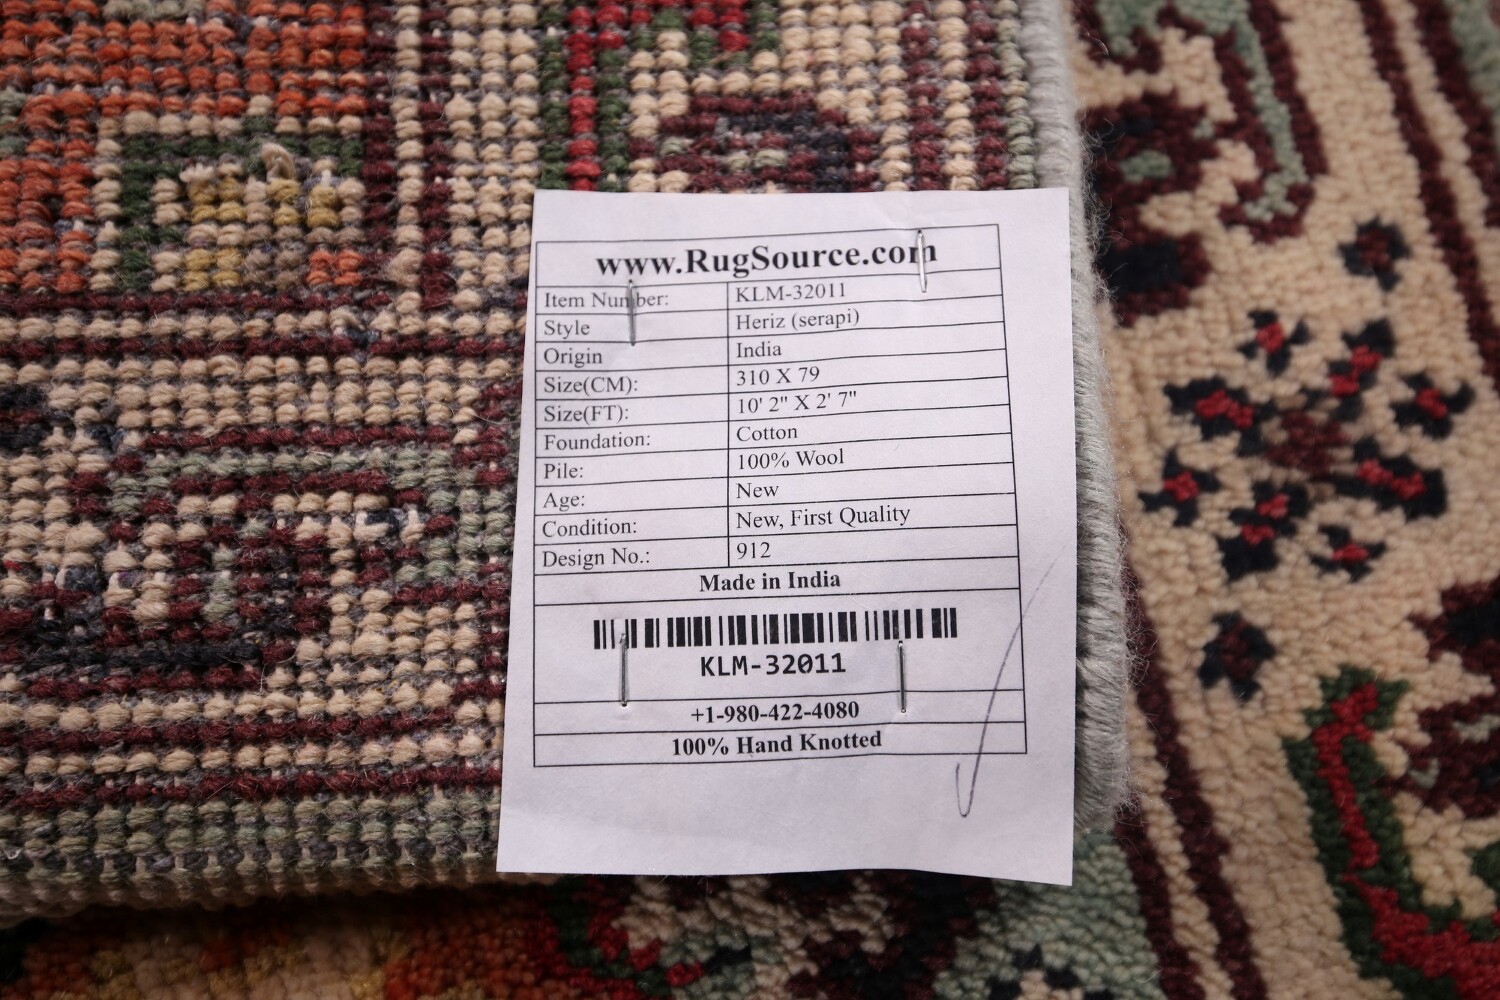 www.RugSource.com
Item Number: KLM-32011
Style Heriz (serapi)
Origin India
Size(CM): 310 X 79
Size(FT): 10' 2" X 2' 7"
Foundation: Cotton
Pile: 100% Wool
Age: New
Condition: New, First Quality
Design No.: 912
Made in India
KLM-32011
+1-980-422-4080
100% Hand Knotted